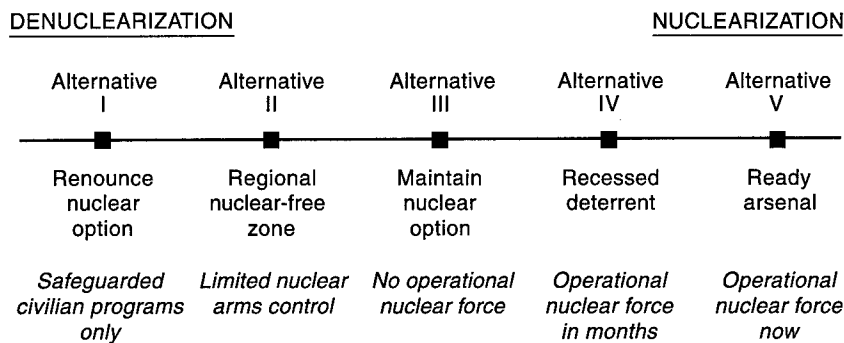 DENUCLEARIZATION NUCLEARIZATION
Alternative I
Alternative II
Alternative III
Alternative IV
Alternative V
Renounce
nuclear
option
Regional
nuclear-free
zone
Maintain
nuclear
option
Recessed
deterrent
Ready
arsenal
Safeguarded
civilian programs
only
Limited nuclear
arms control
No operational
nuclear force
Operational
nuclear force
in months
Operational
nuclear force
now